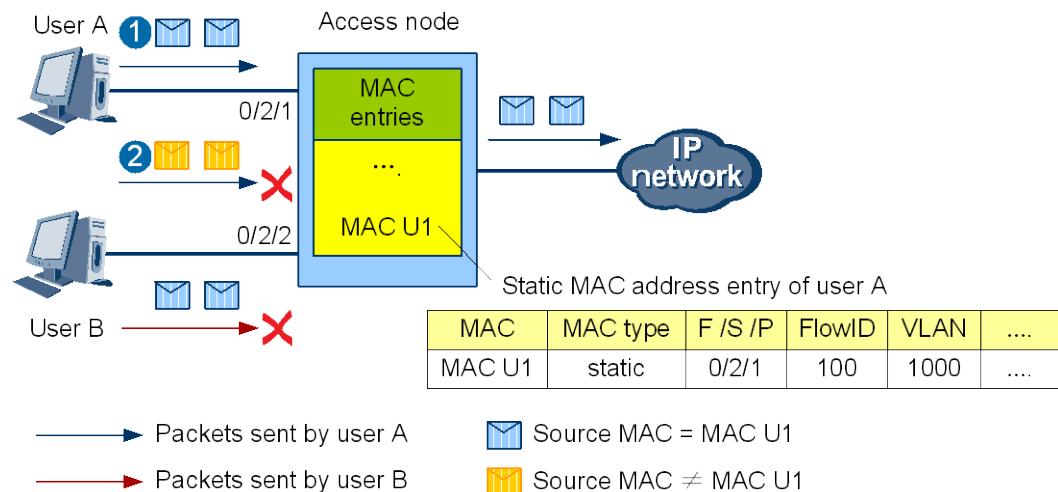 User A
1
Access node
0/2/1
MAC
entries
2
....
IP
network
0/2/2
MAC U1
User B
Static MAC address entry of user A
MAC MAC type F /S /P FlowID VLAN ....
MAC U1 static 0/2/1 100 1000 ....
Packets sent by user A
Source MAC = MAC U1
Packets sent by user B
Source MAC ≠ MAC U1